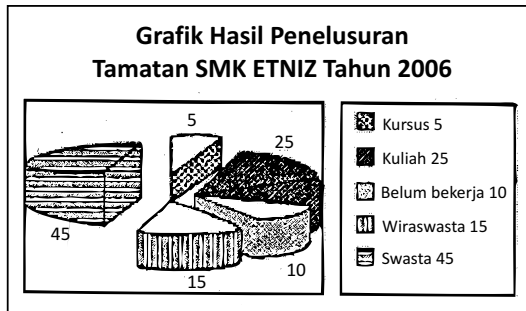 Grafik Hasil Penelusuran
Tamatan SMK ETNIZ Tahun 2006
5
25
45
15
10
Kursus 5
Kuliah 25
Belum bekerja 10
Wiraswasta 15
Swasta 45